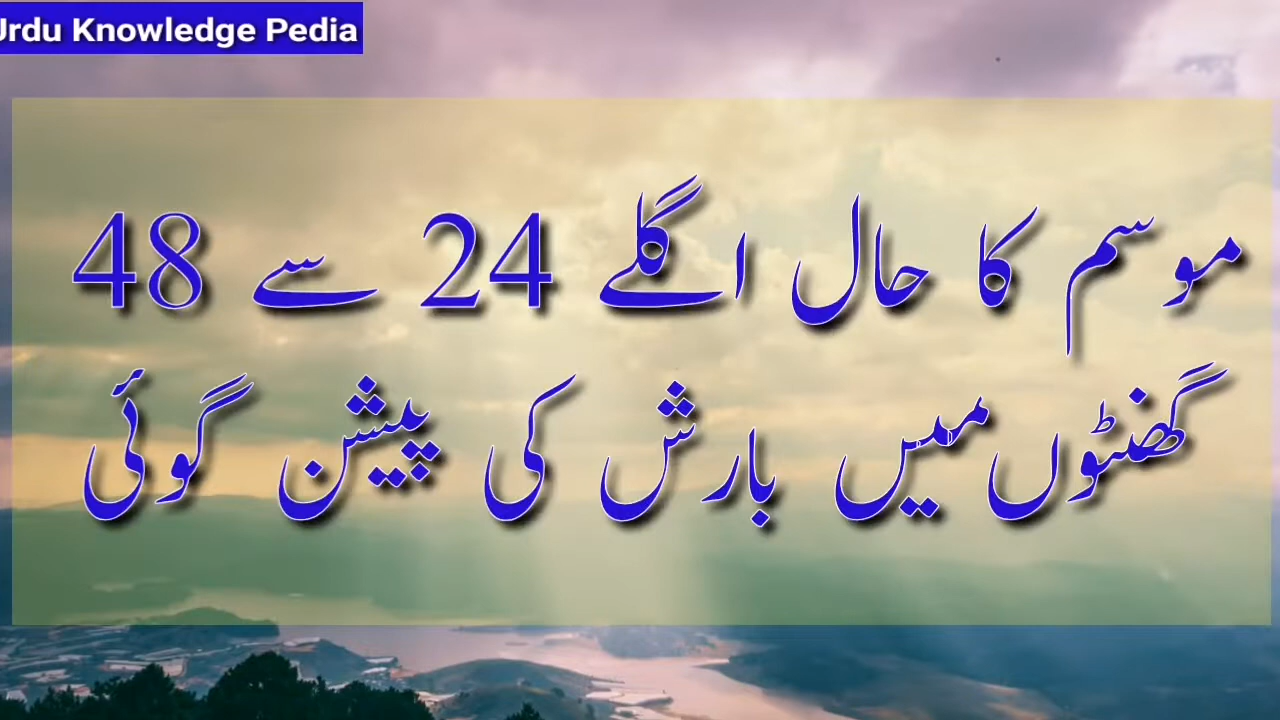 Urdu Knowledge Pedia
موسم کا حال اگلے 24 سے 48
گھنٹوں میں بارش کی پیشن گوئی